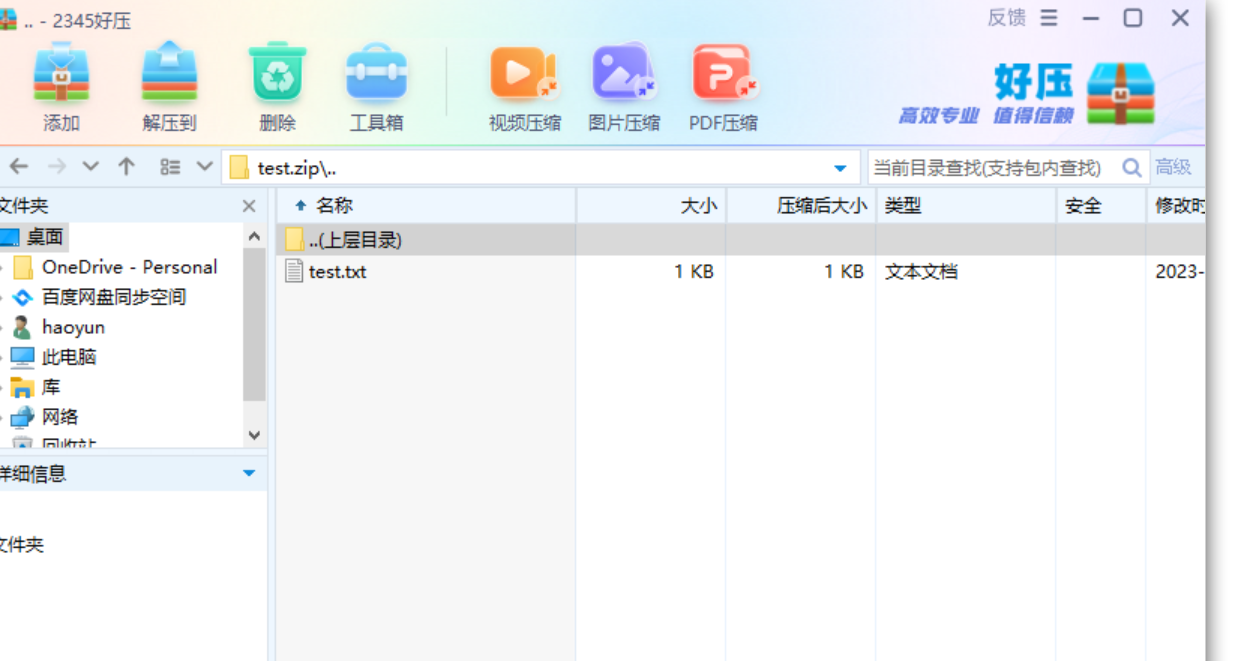 .. - 2345好压
反馈
添加 解压到 删除 工具箱 视频压缩 图片压缩 PDF压缩
好压
高效专业 值得信赖
test.zip\..
当前目录查找(支持包内查找) 高级
文件夹
名称 大小 压缩后大小 类型 安全 修改时
桌面
..(上层目录)
OneDrive - Personal
test.txt 1 KB 1 KB 文本文档 2023-
百度网盘同步空间
haoyun
此电脑
库
网络
回收站
详细信息
文件夹